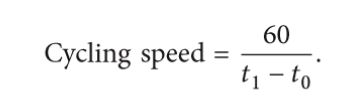 Cycling speed = 60 / (t₁ − t₀).